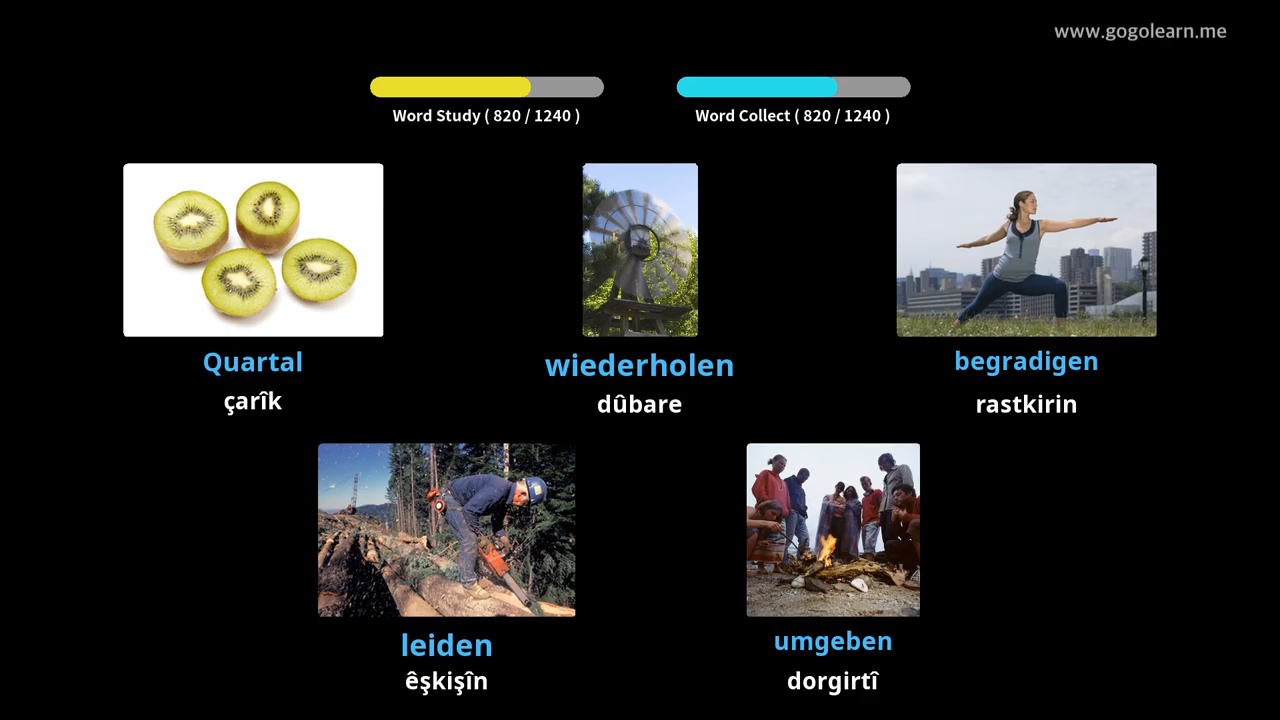 www.gogolearn.me
Word Study ( 820 / 1240 )
Word Collect ( 820 / 1240 )
Quartal
çarîk
wiederholen
dûbare
begradigen
rastkirin
leiden
êşkişîn
umgeben
dorgirtî